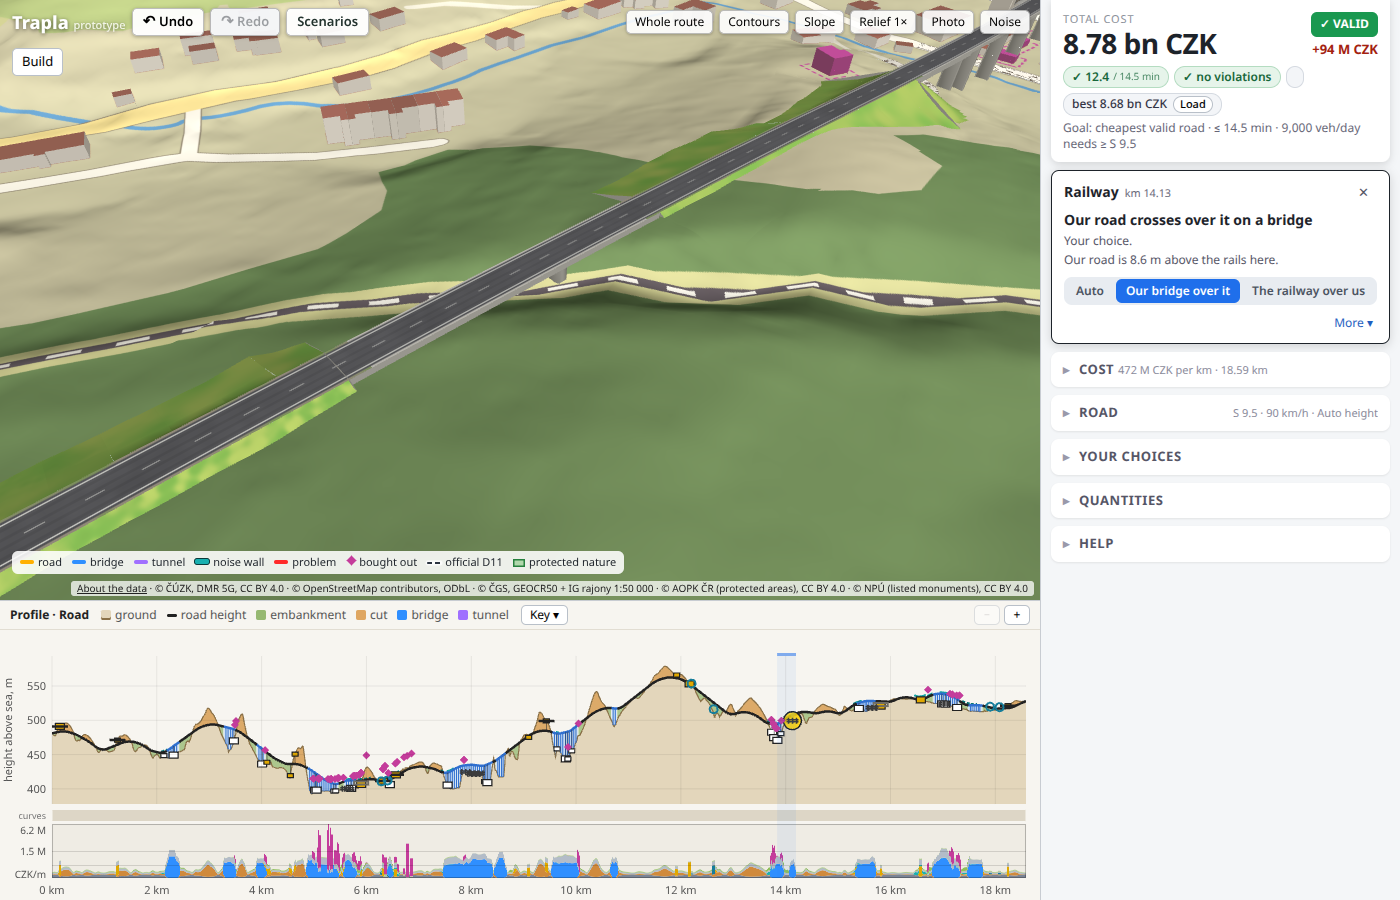 Trapla prototype
↶ Undo
↷ Redo
Scenarios
Whole route
Contours
Slope
Relief 1×
Photo
Noise
Build
road
bridge
tunnel
noise wall
problem
bought out
official D11
protected nature
About the data · © ČÚZK, DMR 5G, CC BY 4.0 · © OpenStreetMap contributors, ODbL · © ČGS, GEOCR50 + IG rajony 1:50 000 · © AOPK ČR (protected areas), CC BY 4.0 · © NPÚ (listed monuments), CC BY 4.0
TOTAL COST
8.78 bn CZK
✓ VALID
+94 M CZK
✓ 12.4 / 14.5 min
✓ no violations
best 8.68 bn CZK Load
Goal: cheapest valid road · ≤ 14.5 min · 9,000 veh/day
needs ≥ S 9.5
Railway km 14.13 ✕
Our road crosses over it on a bridge
Your choice.
Our road is 8.6 m above the rails here.
Auto
Our bridge over it
The railway over us
More ▾
▶ COST 472 M CZK per km · 18.59 km
▶ ROAD S 9.5 · 90 km/h · Auto height
▶ YOUR CHOICES
▶ QUANTITIES
▶ HELP
Profile · Road
ground
road height
embankment
cut
bridge
tunnel
Key ▾
−
+
height above sea, m
550
500
450
400
curves
6.2 M
1.5 M
CZK/m
0 km
2 km
4 km
6 km
8 km
10 km
12 km
14 km
16 km
18 km